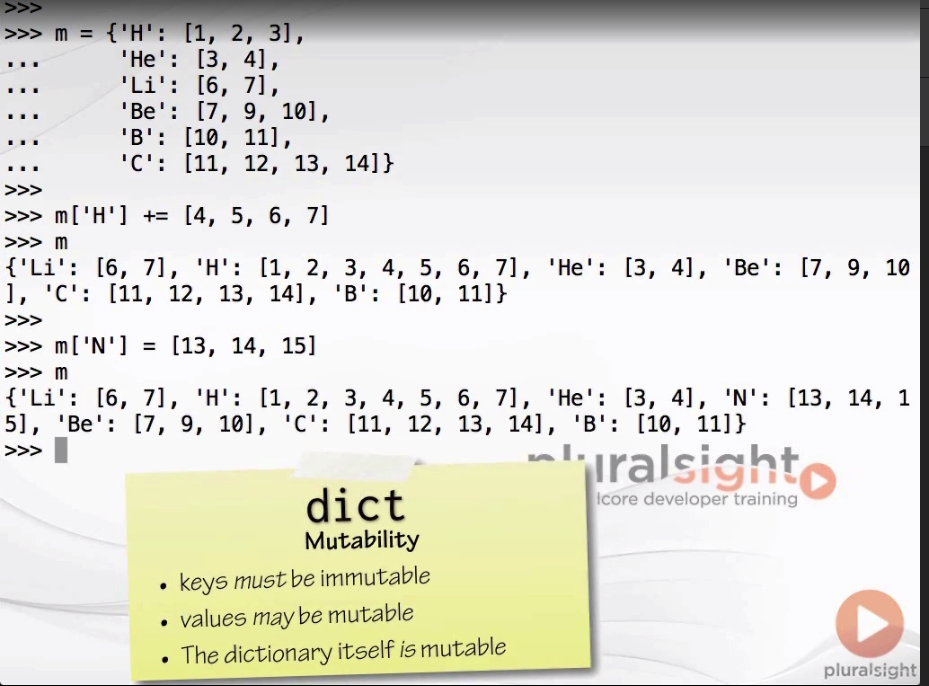 >>>
>>> m = {'H': [1, 2, 3],
...      'He': [3, 4],
...      'Li': [6, 7],
...      'Be': [7, 9, 10],
...      'B': [10, 11],
...      'C': [11, 12, 13, 14]}
>>>
>>> m['H'] += [4, 5, 6, 7]
>>> m
{'Li': [6, 7], 'H': [1, 2, 3, 4, 5, 6, 7], 'He': [3, 4], 'Be': [7, 9, 10
], 'C': [11, 12, 13, 14], 'B': [10, 11]}
>>>
>>> m['N'] = [13, 14, 15]
>>> m
{'Li': [6, 7], 'H': [1, 2, 3, 4, 5, 6, 7], 'He': [3, 4], 'N': [13, 14, 1
5], 'Be': [7, 9, 10], 'C': [11, 12, 13, 14], 'B': [10, 11]}
>>>
pluralsight
developer training
dict
Mutability
• keys must be immutable
• values may be mutable
• The dictionary itself is mutable
pluralsight